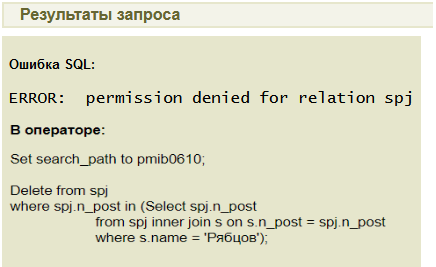 Результаты запроса
Ошибка SQL:
ERROR: permission denied for relation spj
В операторе:
Set search_path to pmib0610;
Delete from spj
where spj.n_post in (Select spj.n_post
from spj inner join s on s.n_post = spj.n_post
where s.name = 'Рябцов');